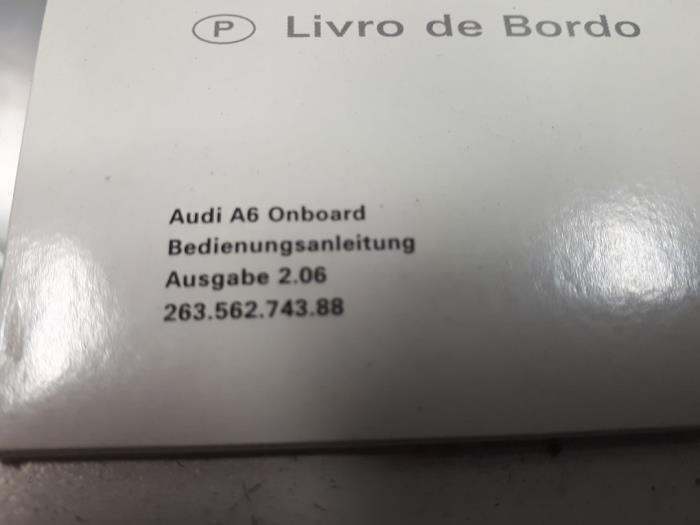 P Livro de Bordo
Audi A6 Onboard
Bedienungsanleitung
Ausgabe 2.06
263.562.743.88